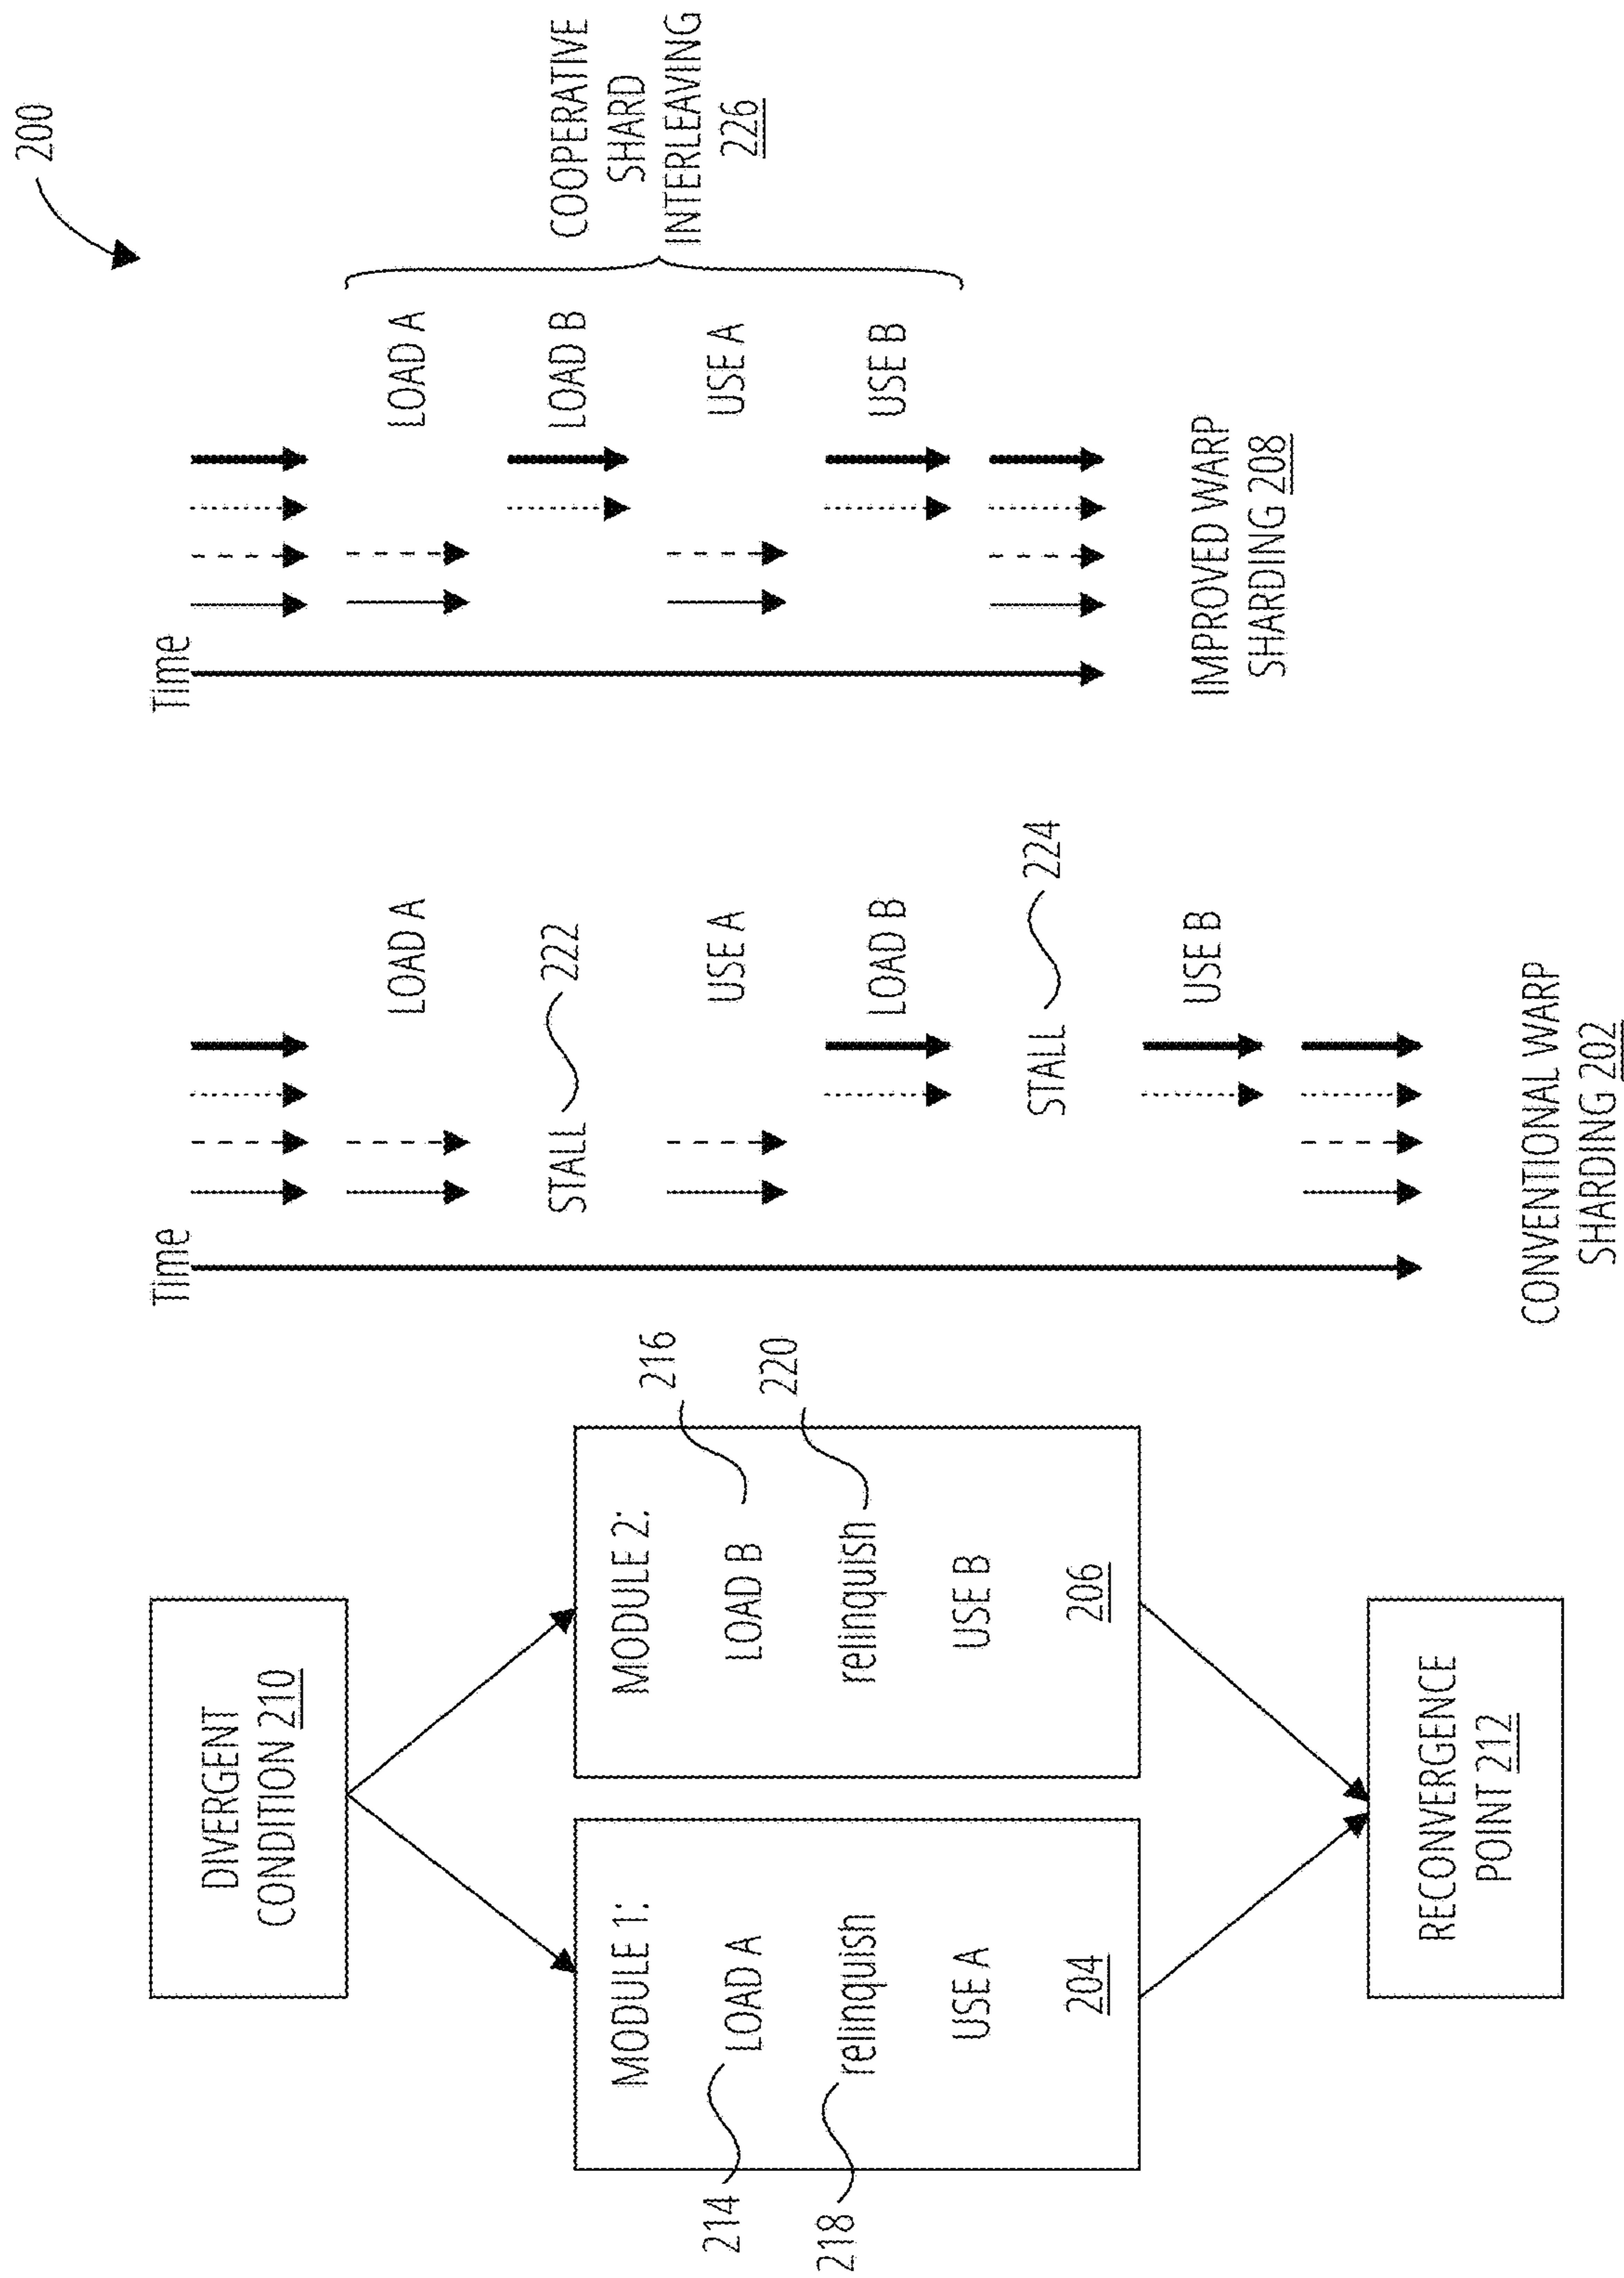 200
DIVERGENT
CONDITION 210
MODULE 1:
214
LOAD A
218
relinquish
USE A
204
MODULE 2:
LOAD B
216
relinquish
220
USE B
206
RECONVERGENCE
POINT 212
Time
LOAD A
STALL
222
USE A
LOAD B
STALL
224
USE B
CONVENTIONAL WARP
SHARDING 202
Time
LOAD A
LOAD B
USE A
USE B
COOPERATIVE
SHARD
INTERLEAVING
226
IMPROVED WARP
SHARDING 208